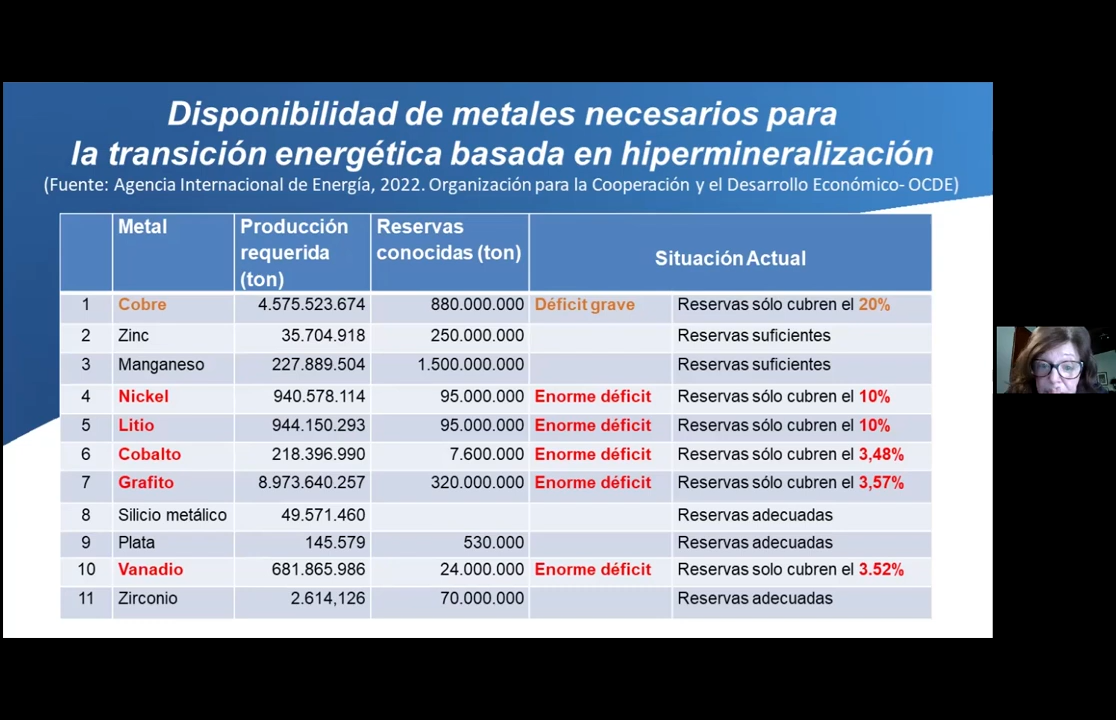 Disponibilidad de metales necesarios para
la transición energética basada en hipermineralización
(Fuente: Agencia Internacional de Energía, 2022. Organización para la Cooperación y el Desarrollo Económico- OCDE)
Metal Producción requerida (ton) Reservas conocidas (ton) Situación Actual
1 Cobre 4.575.523.674 880.000.000 Déficit grave Reservas sólo cubren el 20%
2 Zinc 35.704.918 250.000.000 Reservas suficientes
3 Manganeso 227.889.504 1.500.000.000 Reservas suficientes
4 Nickel 940.578.114 95.000.000 Enorme déficit Reservas sólo cubren el 10%
5 Litio 944.150.293 95.000.000 Enorme déficit Reservas sólo cubren el 10%
6 Cobalto 218.396.990 7.600.000 Enorme déficit Reservas sólo cubren el 3,48%
7 Grafito 8.973.640.257 320.000.000 Enorme déficit Reservas sólo cubren el 3,57%
8 Silicio metálico 49.571.460 Reservas adecuadas
9 Plata 145.579 530.000 Reservas adecuadas
10 Vanadio 681.865.986 24.000.000 Enorme déficit Reservas solo cubren el 3.52%
11 Zirconio 2.614,126 70.000.000 Reservas adecuadas